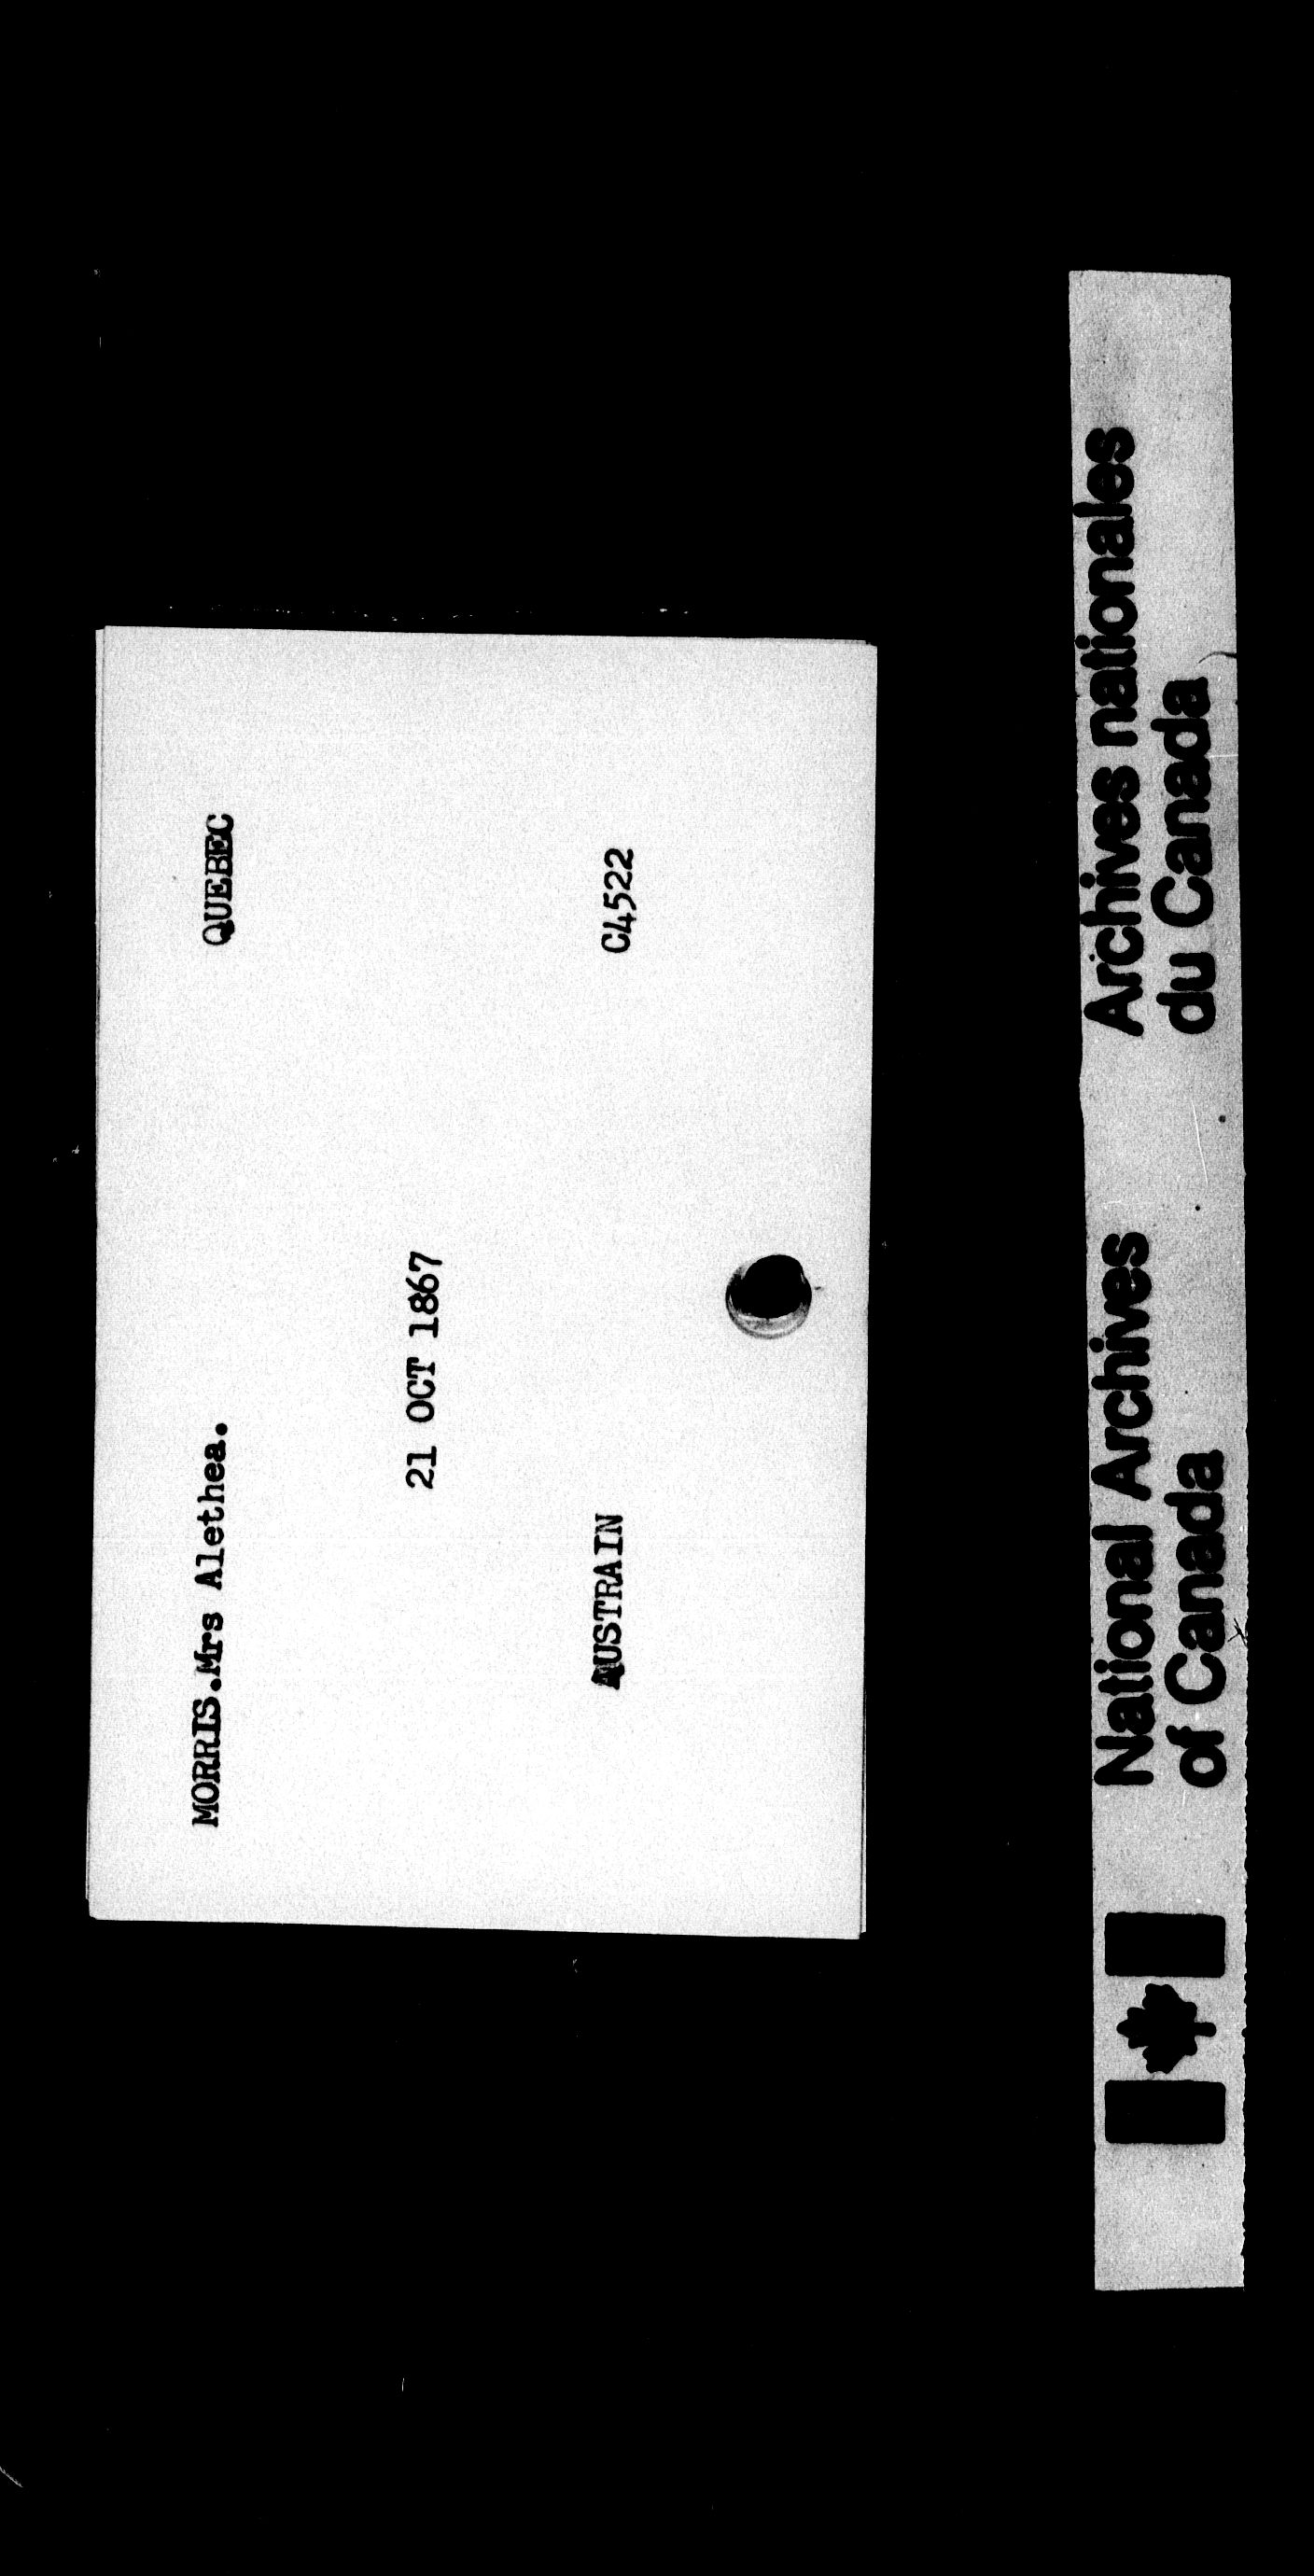 MORRIS.Mrs Alethea. QUEBEC
21 OCT 1867
AUSTRAIN C4522
National Archives
of Canada
Archives nationales
du Canada